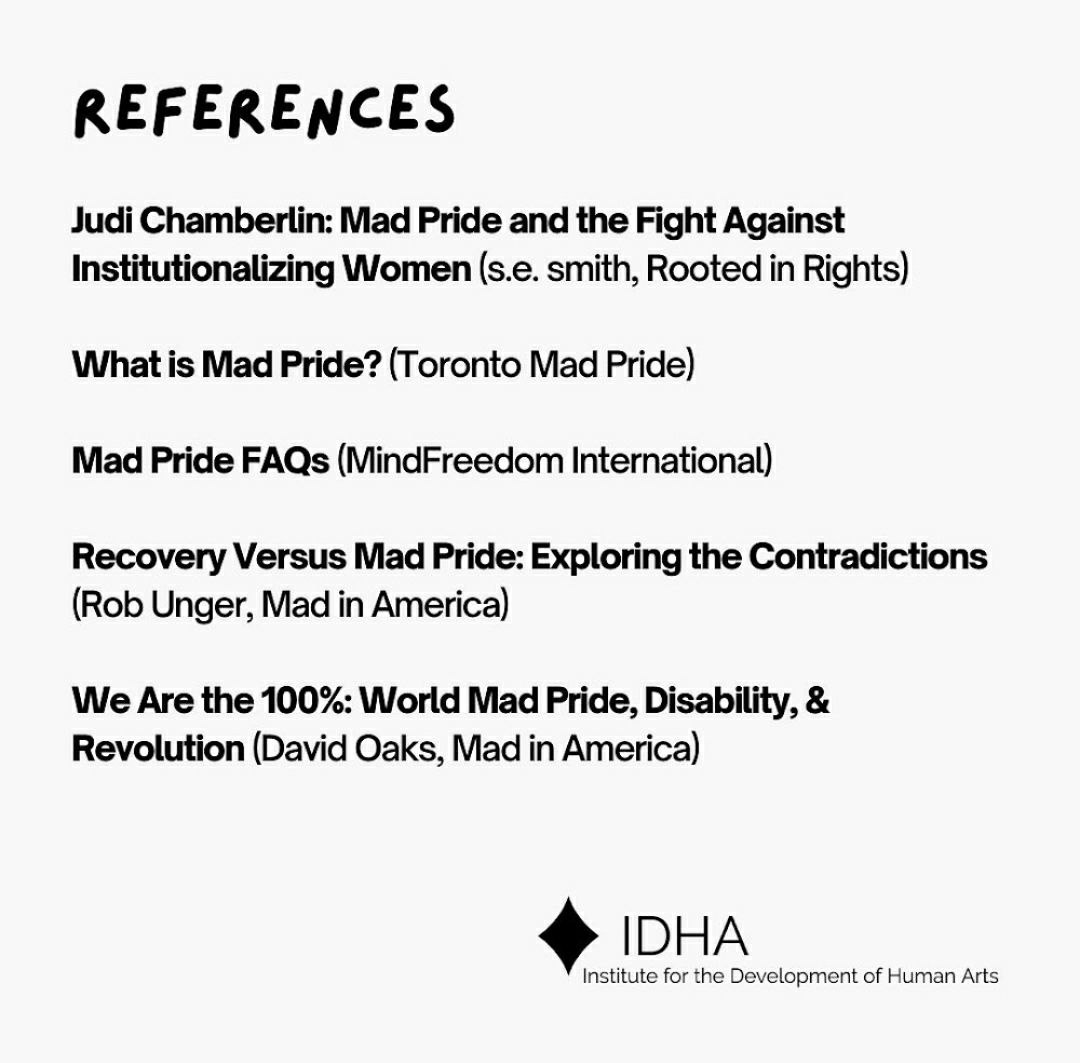 REFERENCES
Judi Chamberlin: Mad Pride and the Fight Against
Institutionalizing Women (s.e. smith, Rooted in Rights)
What is Mad Pride? (Toronto Mad Pride)
Mad Pride FAQs (MindFreedom International)
Recovery Versus Mad Pride: Exploring the Contradictions
(Rob Unger, Mad in America)
We Are the 100%: World Mad Pride, Disability, &
Revolution (David Oaks, Mad in America)
IDHA
Institute for the Development of Human Arts